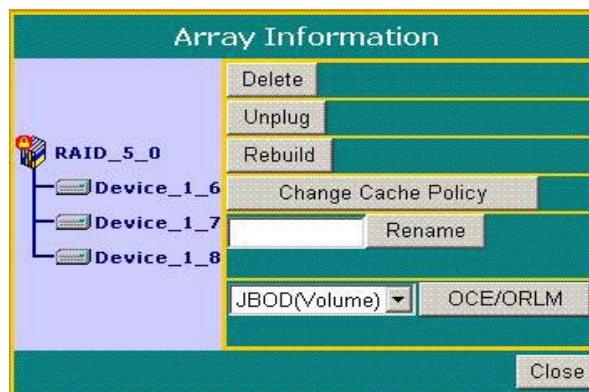 Array Information
Delete
Unplug
RAID_5_0
Rebuild
Device_1_6
Change Cache Policy
Device_1_7
Rename
Device_1_8
JBOD(Volume)
OCE/ORLM
Close